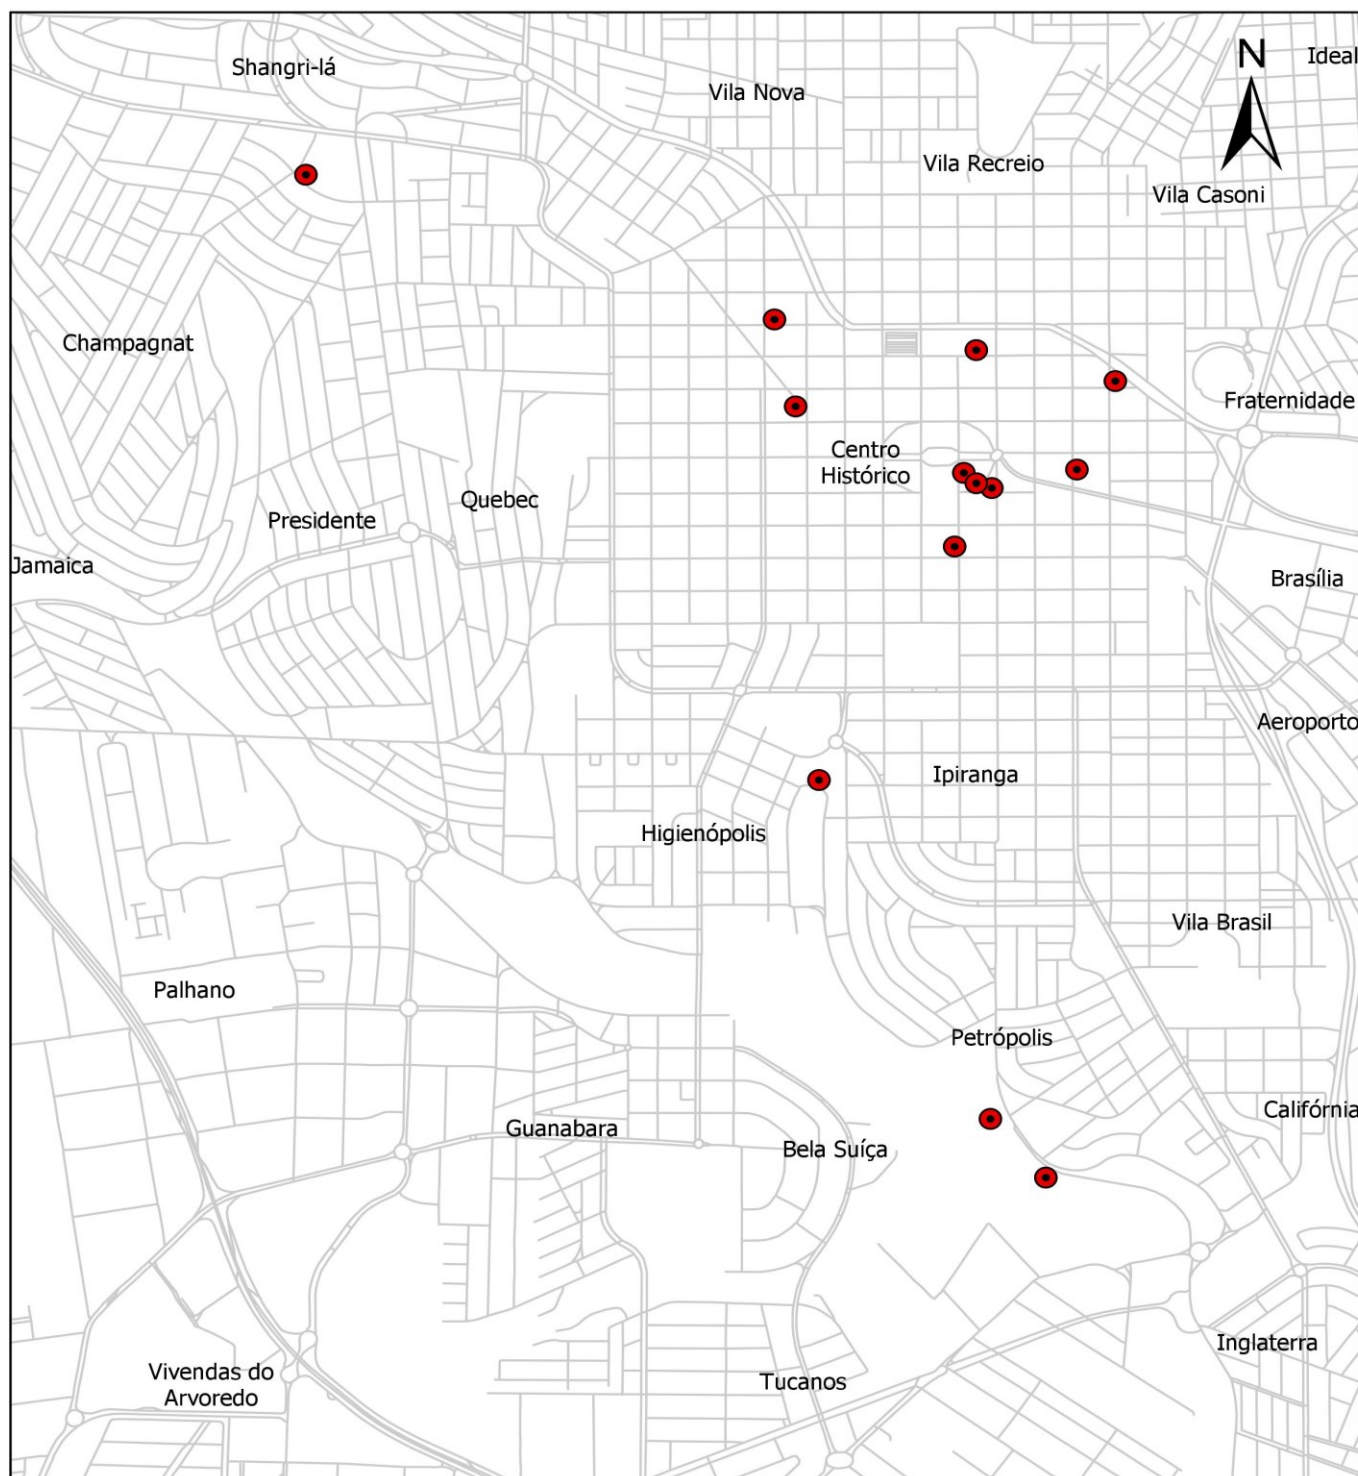 N
Ideal
Shangri-lá
Vila Nova
Vila Recreio
Vila Casoni
Champagnat
Fraternidade
Centro
Histórico
Quebec
Presidente
Jamaica
Brasília
Aeroporto
Ipiranga
Higienópolis
Vila Brasil
Palhano
Petrópolis
Califórnia
Guanabara
Bela Suíça
Inglaterra
Vivendas do
Arvoredo
Tucanos